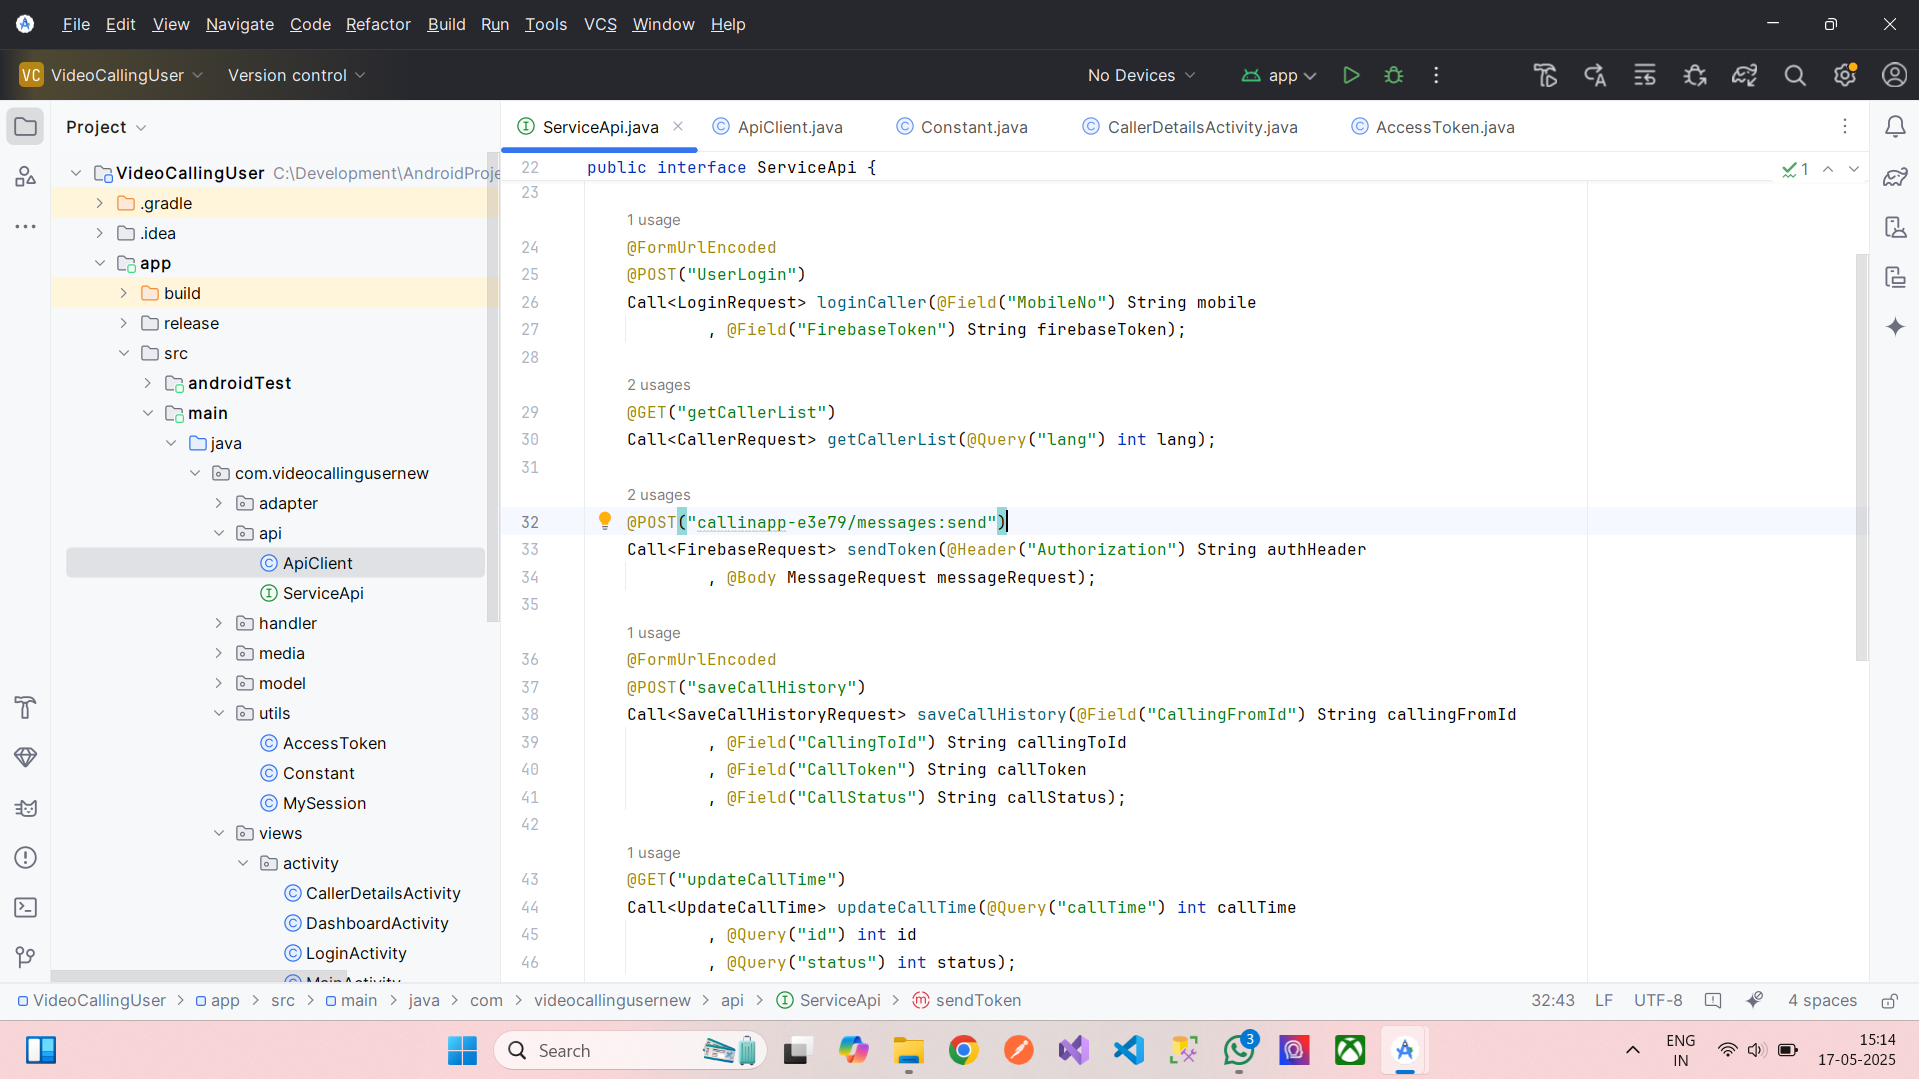 File Edit View Navigate Code Refactor Build Run Tools VCS Window Help
VC VideoCallingUser Version control No Devices app
Project
ServiceApi.java ApiClient.java Constant.java CallerDetailsActivity.java AccessToken.java
VideoCallingUser C:\Development\AndroidProje
.gradle
.idea
app
build
release
src
androidTest
main
java
com.videocallingusernew
adapter
api
ApiClient
ServiceApi
handler
media
model
utils
AccessToken
Constant
MySession
views
activity
CallerDetailsActivity
DashboardActivity
LoginActivity
MainActivity
22 public interface ServiceApi {
1
23
1 usage
24 @FormUrlEncoded
25 @POST("UserLogin")
26 Call<LoginRequest> loginCaller(@Field("MobileNo") String mobile
27 , @Field("FirebaseToken") String firebaseToken);
28
2 usages
29 @GET("getCallerList")
30 Call<CallerRequest> getCallerList(@Query("lang") int lang);
31
2 usages
32 @POST("callinapp-e3e79/messages:send")
33 Call<FirebaseRequest> sendToken(@Header("Authorization") String authHeader
34 , @Body MessageRequest messageRequest);
35
1 usage
36 @FormUrlEncoded
37 @POST("saveCallHistory")
38 Call<SaveCallHistoryRequest> saveCallHistory(@Field("CallingFromId") String callingFromId
39 , @Field("CallingToId") String callingToId
40 , @Field("CallToken") String callToken
41 , @Field("CallStatus") String callStatus);
42
1 usage
43 @GET("updateCallTime")
44 Call<UpdateCallTime> updateCallTime(@Query("callTime") int callTime
45 , @Query("id") int id
46 , @Query("status") int status);
VideoCallingUser > app > src > main > java > com > videocallingusernew > api > ServiceApi > sendToken 32:43 LF UTF-8 4 spaces
Search
3
ENG
IN
15:14
17-05-2025